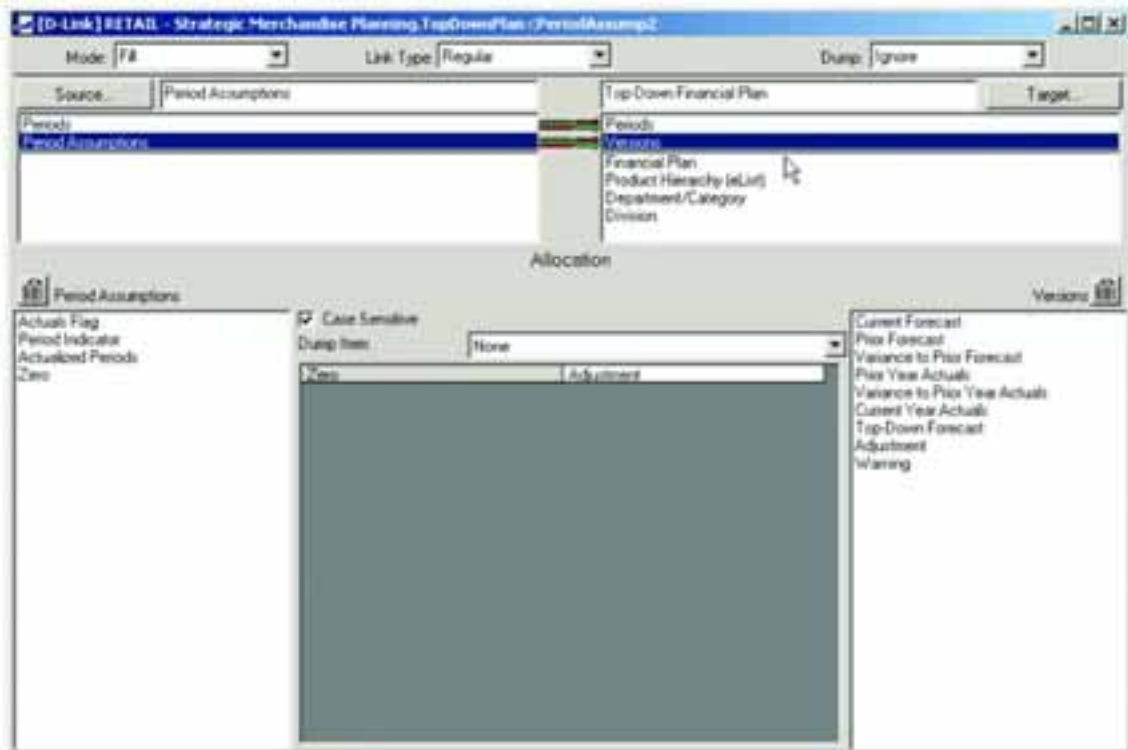 [D-Link] RETAIL - Strategic Merchandise Planning.TopDownPlan :PeriodAssump2
Mode: Fill
Link Type: Regular
Dump: Ignore
Source...
Period Assumptions
Top-Down Financial Plan
Target...
Periods
Period Assumptions
Periods
Versions
Financial Plan
Product Hierarchy (eList)
Department/Category
Division
Allocation
Period Assumptions
Versions
Actuals Flag
Period Indicator
Actualized Periods
Zero
Case Sensitive
Dump Item:
None
Zero
Adjustment
Current Forecast
Prior Forecast
Variance to Prior Forecast
Prior Year Actuals
Variance to Prior Year Actuals
Current Year Actuals
Top-Down Forecast
Adjustment
Warning